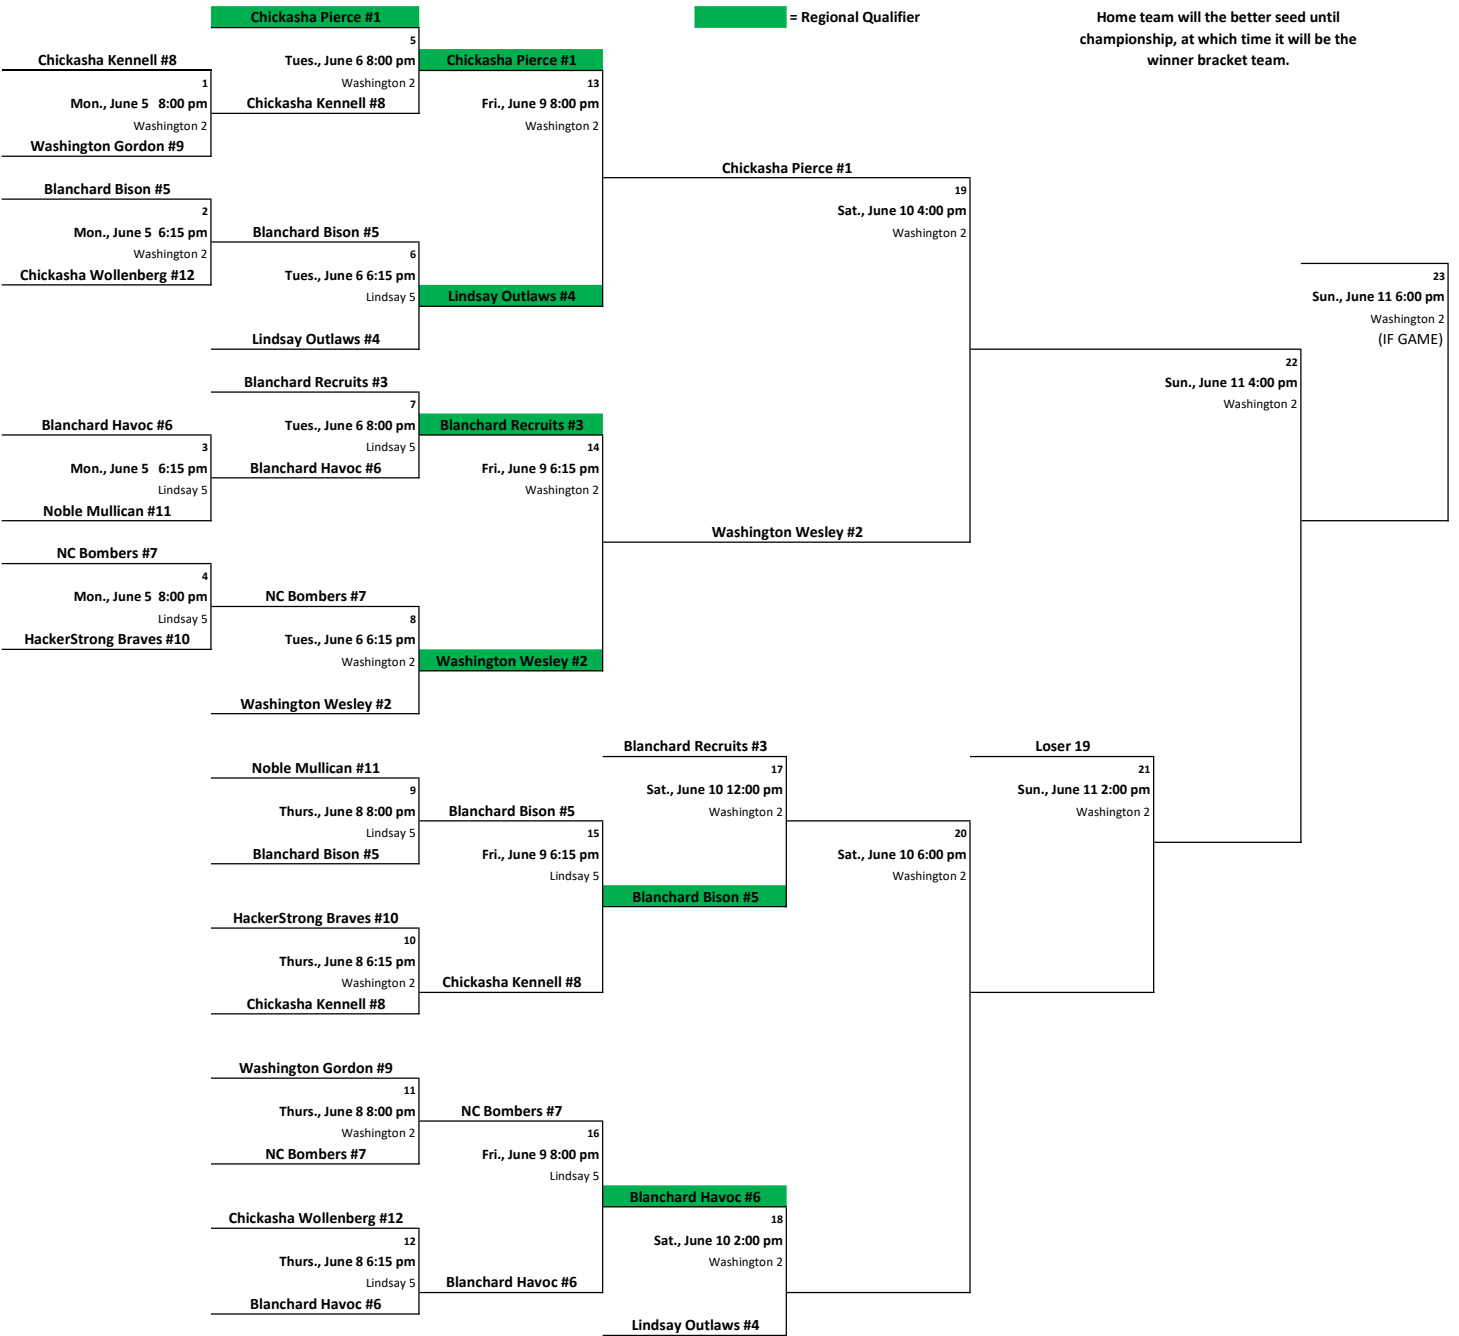 Chickasha Pierce #1
= Regional Qualifier
Home team will the better seed until
championship, at which time it will be the
winner bracket team.
5
Chickasha Kennell #8
Tues., June 6 8:00 pm
Chickasha Pierce #1
1
Washington 2
13
Mon., June 5 8:00 pm
Chickasha Kennell #8
Fri., June 9 8:00 pm
Washington 2
Washington 2
Washington Gordon #9
Chickasha Pierce #1
Blanchard Bison #5
19
2
Sat., June 10 4:00 pm
Mon., June 5 6:15 pm
Blanchard Bison #5
Washington 2
Washington 2
6
Chickasha Wollenberg #12
Tues., June 6 6:15 pm
23
Lindsay 5
Lindsay Outlaws #4
Sun., June 11 6:00 pm
Washington 2
Lindsay Outlaws #4
(IF GAME)
22
Blanchard Recruits #3
Sun., June 11 4:00 pm
7
Washington 2
Blanchard Havoc #6
Tues., June 6 8:00 pm
Blanchard Recruits #3
3
Lindsay 5
14
Mon., June 5 6:15 pm
Blanchard Havoc #6
Fri., June 9 6:15 pm
Lindsay 5
Washington 2
Noble Mullican #11
Washington Wesley #2
NC Bombers #7
4
Mon., June 5 8:00 pm
NC Bombers #7
Lindsay 5
8
HackerStrong Braves #10
Tues., June 6 6:15 pm
Washington 2
Washington Wesley #2
Washington Wesley #2
Blanchard Recruits #3
Loser 19
Noble Mullican #11
17
21
9
Sat., June 10 12:00 pm
Sun., June 11 2:00 pm
Thurs., June 8 8:00 pm
Blanchard Bison #5
Washington 2
Washington 2
Lindsay 5
15
20
Blanchard Bison #5
Fri., June 9 6:15 pm
Sat., June 10 6:00 pm
Lindsay 5
Washington 2
Blanchard Bison #5
HackerStrong Braves #10
10
Thurs., June 8 6:15 pm
Washington 2
Chickasha Kennell #8
Chickasha Kennell #8
Washington Gordon #9
11
Thurs., June 8 8:00 pm
NC Bombers #7
Washington 2
16
NC Bombers #7
Fri., June 9 8:00 pm
Lindsay 5
Blanchard Havoc #6
Chickasha Wollenberg #12
18
12
Sat., June 10 2:00 pm
Thurs., June 8 6:15 pm
Washington 2
Lindsay 5
Blanchard Havoc #6
Blanchard Havoc #6
Lindsay Outlaws #4